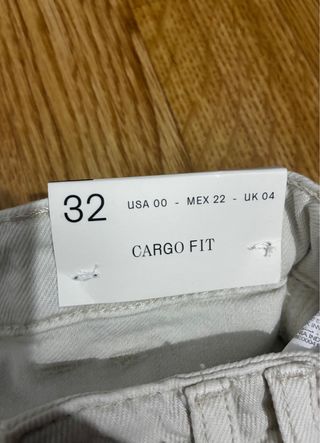 32
USA 00 - MEX 22 - UK 04
CARGO FIT